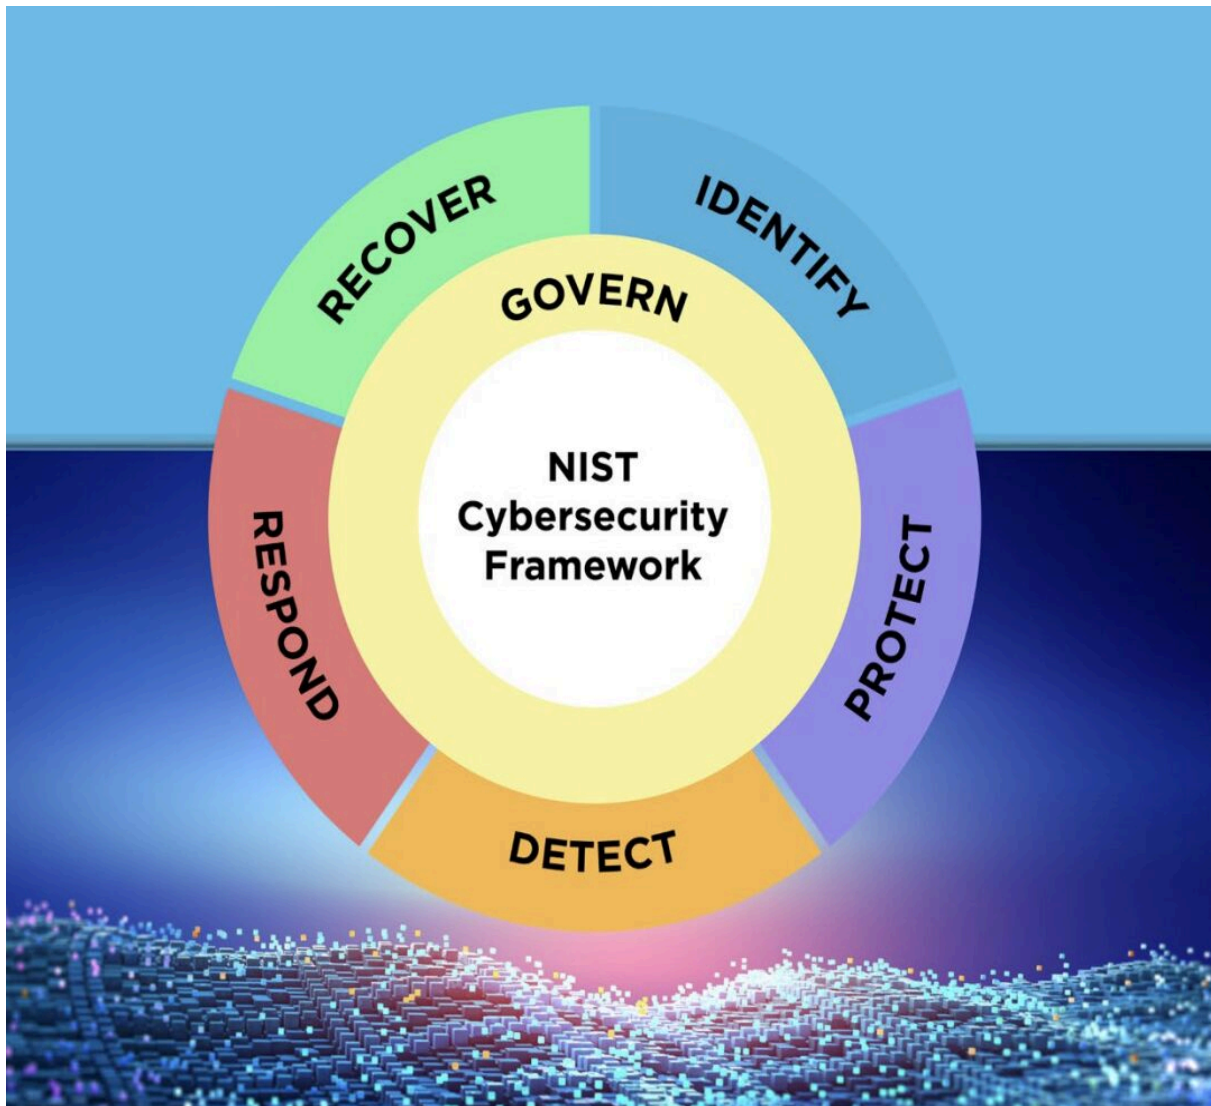 RECOVER
IDENTIFY
GOVERN
NIST
Cybersecurity
Framework
RESPOND
PROTECT
DETECT